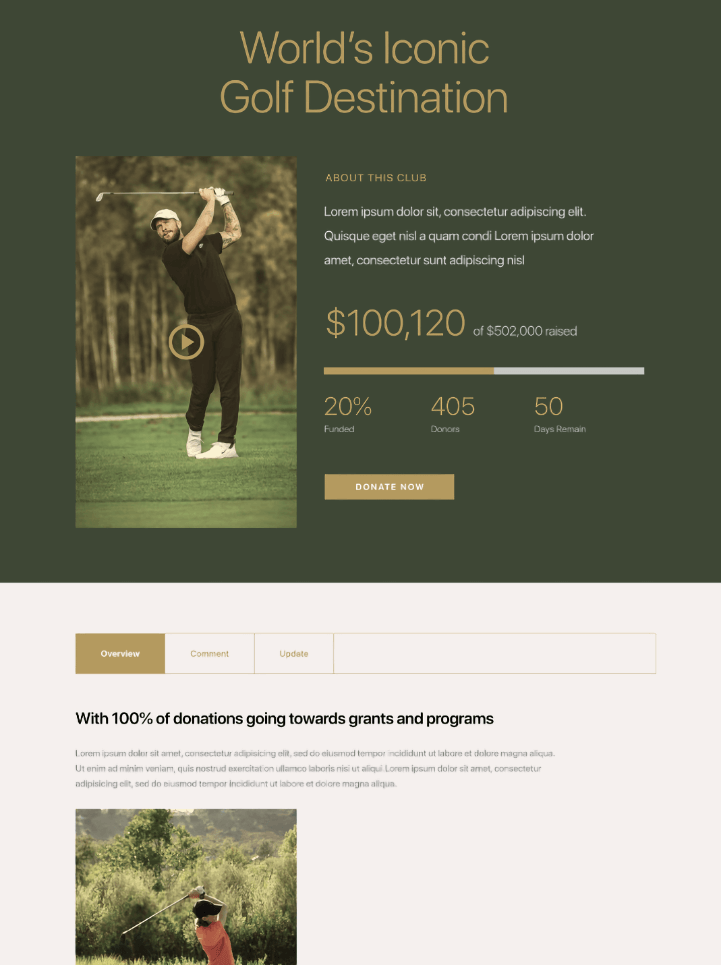 World's Iconic
Golf Destination
ABOUT THIS CLUB
Lorem ipsum dolor sit, consectetur adipiscing elit.
Quisque eget nisl a quam condi Lorem ipsum dolor
amet, consectetur sunt adipiscing nisl
$100,120 of $502,000 raised
20% 405 50
Funded Donors Days Remain
DONATE NOW
Overview Comment Update
With 100% of donations going towards grants and programs
Lorem ipsum dolor sit amet, consectetur adipisicing elit, sed do eiusmod tempor incididunt ut labore et dolore magna aliqua.
Ut enim ad minim veniam, quis nostrud exercitation ullamco laboris nisi ut aliqui Lorem ipsum dolor sit amet, consectetur
adipisicing elit, sed do eiusmod tempor incididunt ut labore et dolore magna aliqua.